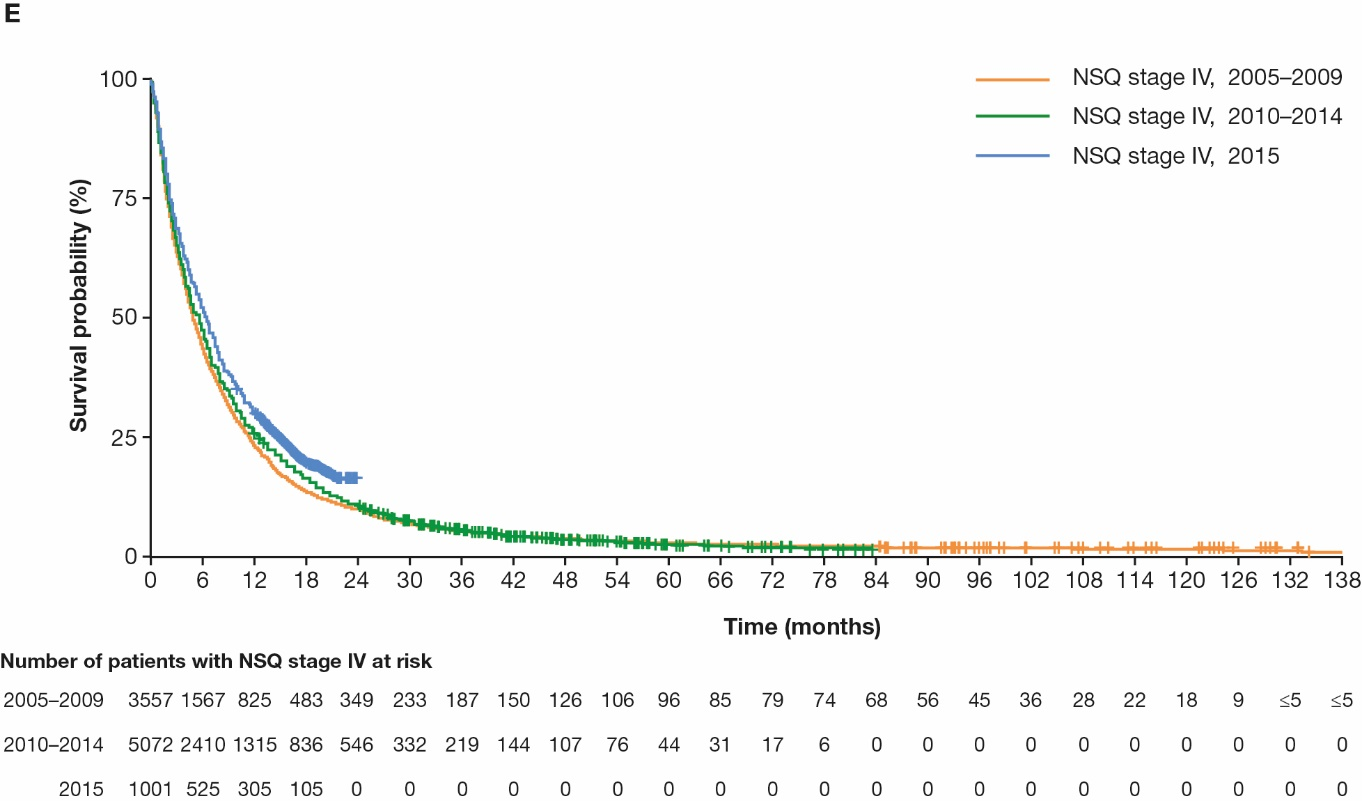 E
NSQ stage IV, 2005–2009
NSQ stage IV, 2010–2014
NSQ stage IV, 2015
Survival probability (%)
100
75
50
25
0
0 6 12 18 24 30 36 42 48 54 60 66 72 78 84 90 96 102 108 114 120 126 132 138
Time (months)
Number of patients with NSQ stage IV at risk
2005–2009 3557 1567 825 483 349 233 187 150 126 106 96 85 79 74 68 56 45 36 28 22 18 9 ≤5 ≤5
2010–2014 5072 2410 1315 836 546 332 219 144 107 76 44 31 17 6 0 0 0 0 0 0 0 0 0 0
2015 1001 525 305 105 0 0 0 0 0 0 0 0 0 0 0 0 0 0 0 0 0 0 0 0